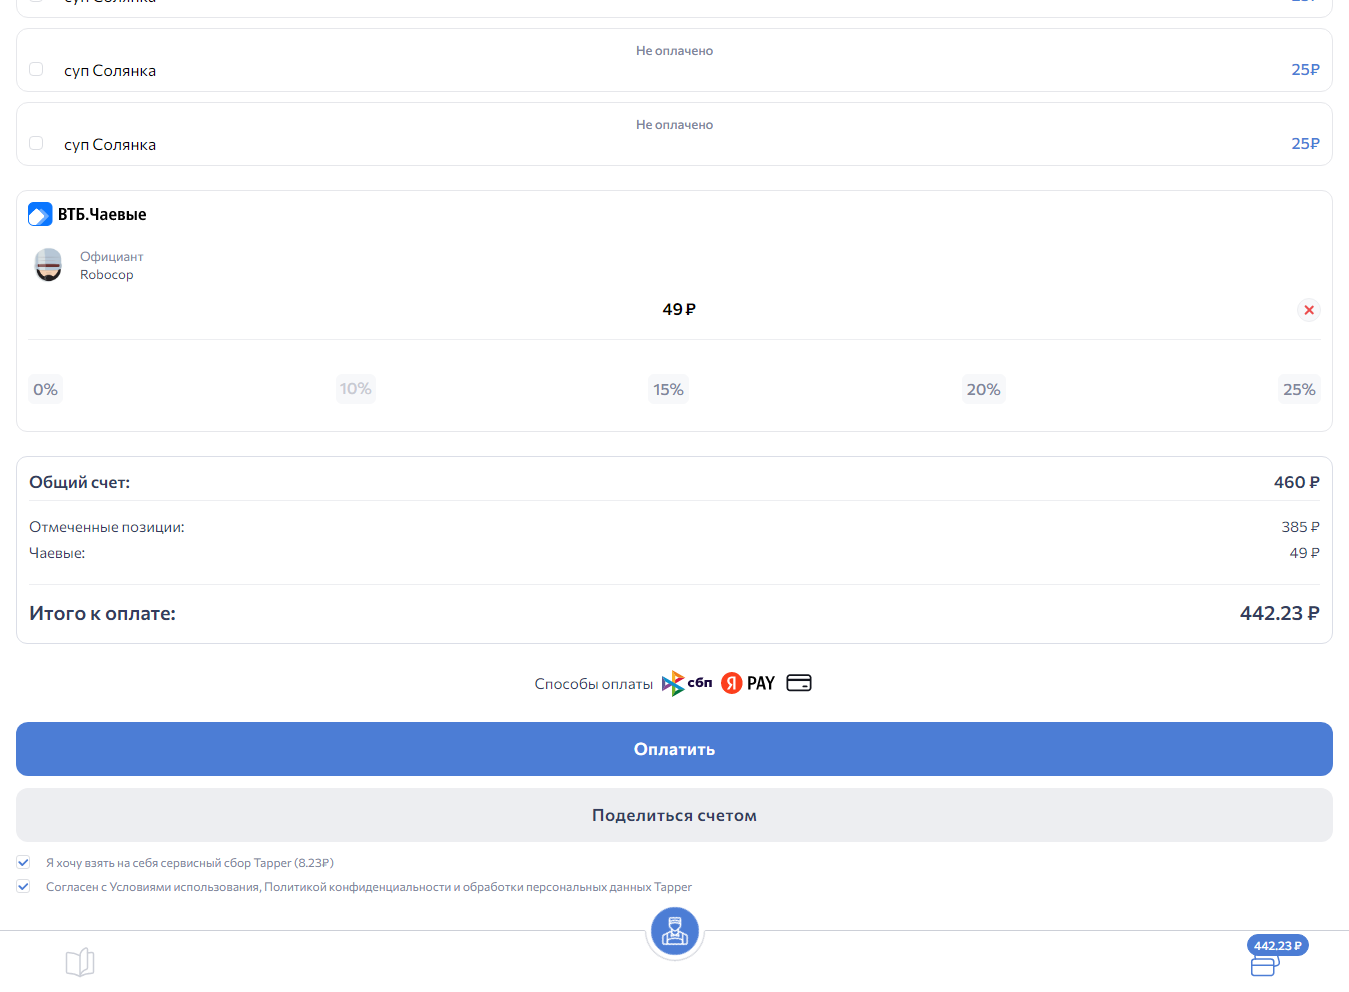 суп Солянка
25₽
Не оплачено
суп Солянка
25₽
Не оплачено
суп Солянка
25₽
ВТБ.Чаевые
Официант
Robocop
49 ₽
0%
10%
15%
20%
25%
Общий счет:
460 ₽
Отмеченные позиции:
385 ₽
Чаевые:
49 ₽
Итого к оплате:
442.23 ₽
Способы оплаты сбп Я PAY
Оплатить
Поделиться счетом
Я хочу взять на себя сервисный сбор Tapper (8.23₽)
Согласен с Условиями использования, Политикой конфиденциальности и обработки персональных данных Tapper
442.23 ₽